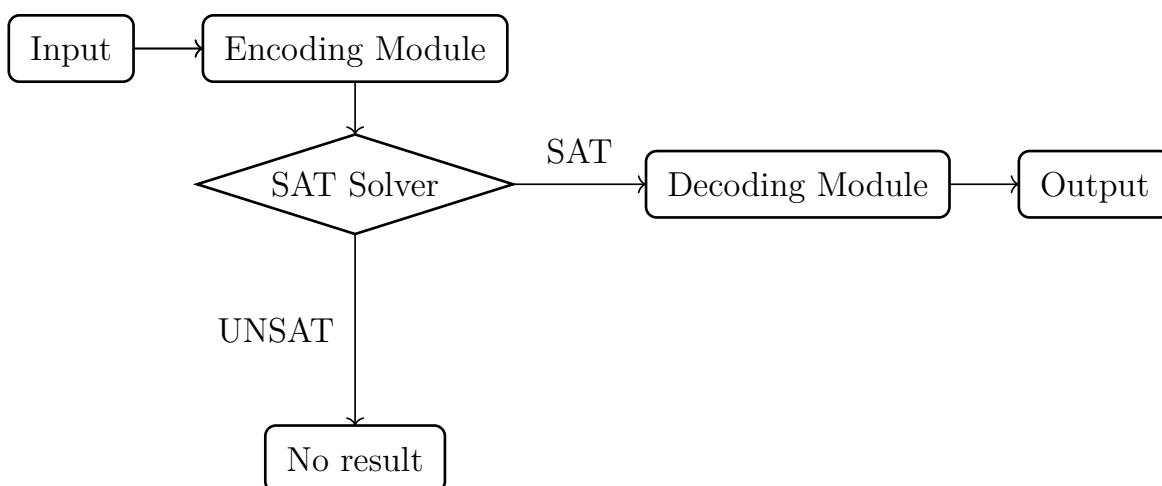 Input
Encoding Module
SAT Solver
SAT
Decoding Module
Output
UNSAT
No result